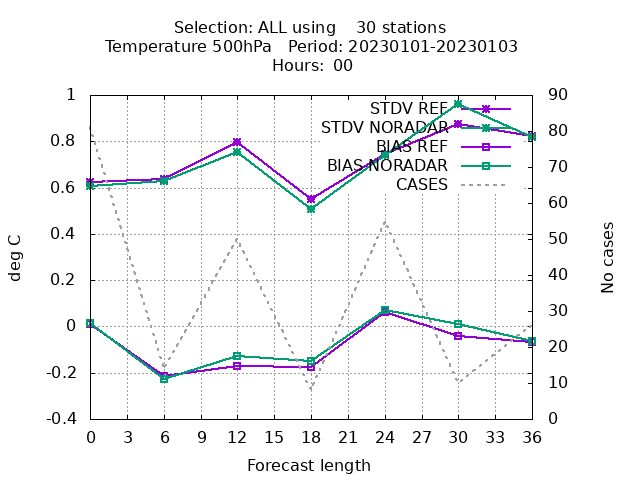 Selection: ALL using    30 stations
Temperature 500hPa   Period: 20230101-20230103
Hours:  00
STDV REF
STDV NORADAR
BIAS REF
BIAS NORADAR
CASES
1
0.8
0.6
0.4
0.2
0
-0.2
-0.4
deg C
90
80
70
60
50
40
30
20
10
0
No cases
0 3 6 9 12 15 18 21 24 27 30 33 36
Forecast length